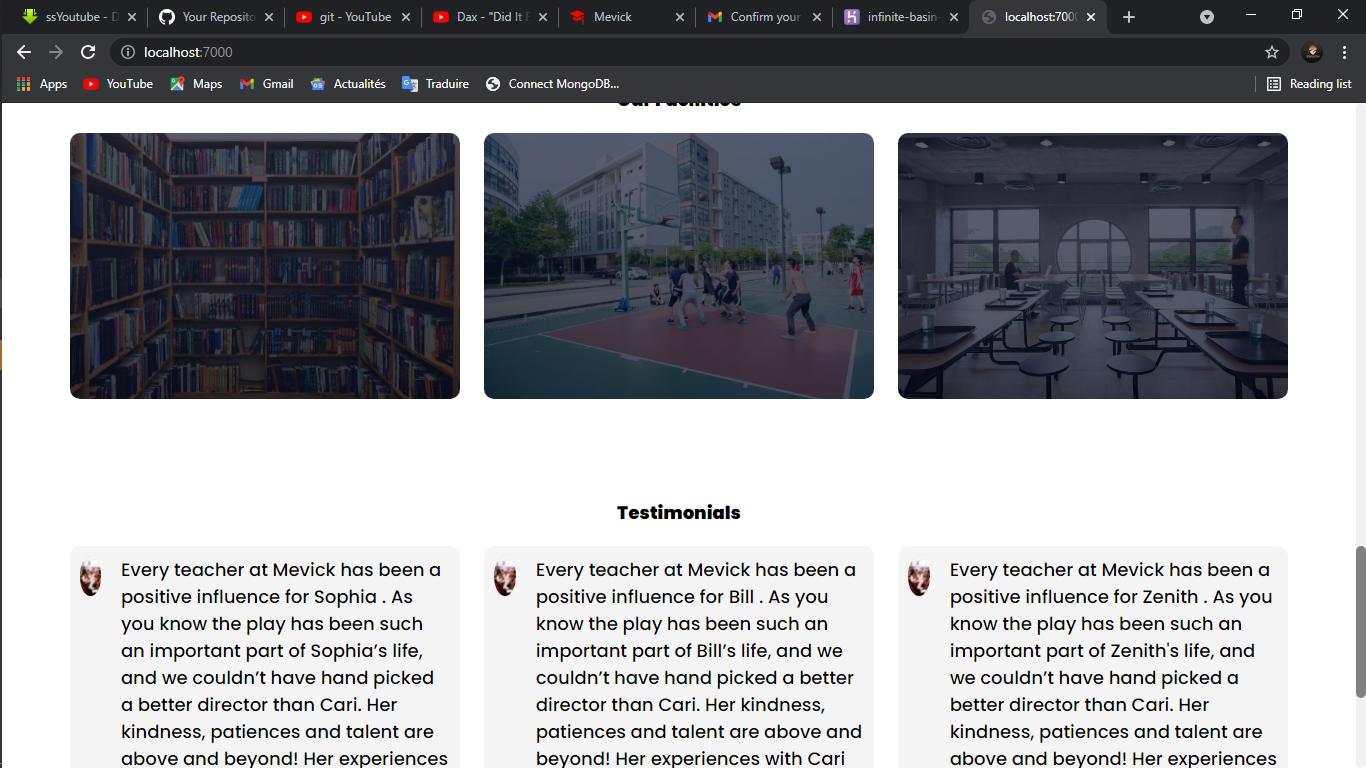 ssYoutube - D
Your Reposito
git - YouTube
Dax - "Did It F
Mevick
Confirm your
infinite-basin-
localhost:7000
localhost:7000
Apps
YouTube
Maps
Gmail
Actualités
Traduire
Connect MongoDB...
Reading list
Our Facilities
Testimonials
Every teacher at Mevick has been a
positive influence for Sophia . As
you know the play has been such
an important part of Sophia’s life,
and we couldn’t have hand picked
a better director than Cari. Her
kindness, patiences and talent are
above and beyond! Her experiences
Every teacher at Mevick has been a
positive influence for Bill . As you
know the play has been such an
important part of Bill’s life, and we
couldn’t have hand picked a better
director than Cari. Her kindness,
patiences and talent are above and
beyond! Her experiences with Cari
Every teacher at Mevick has been a
positive influence for Zenith . As you
know the play has been such an
important part of Zenith's life, and
we couldn’t have hand picked a
better director than Cari. Her
kindness, patiences and talent are
above and beyond! Her experiences